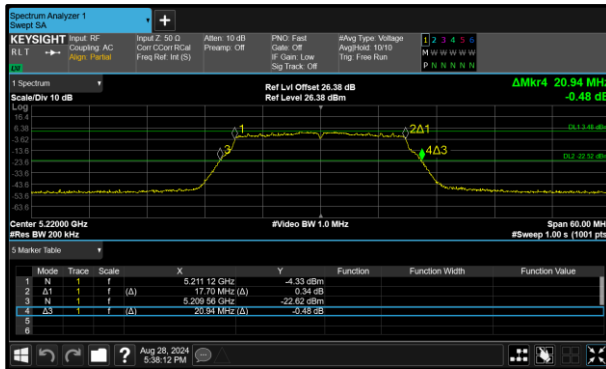 Spectrum Analyzer 1
Swept SA
KEYSIGHT Input: RF Input Z: 50 Ω Atten: 10 dB PNO: Fast #Avg Type: Voltage 1 2 3 4 5 6
RLT Coupling: AC Corr CCorr RCal Preamp: Off Gate: Off Avg|Hold: 10/10 M W W W W W
Align: Partial Freq Ref: Int (S) IF Gain: Low Trig: Free Run P N N N N N
LW Sig Track: Off
1 Spectrum Ref Lvl Offset 26.38 dB ΔMkr4 20.94 MHz
Scale/Div 10 dB Ref Level 26.38 dBm -0.48 dB
Log
16.4
6.38 1 2Δ1 DL1 3.48 dBm
-3.62
-13.6 3 4Δ3 DL2 -22.52 dBm
-23.6
-33.6
-43.6
-53.6
-63.6
Center 5.22000 GHz #Video BW 1.0 MHz Span 60.00 MHz
#Res BW 200 kHz #Sweep 1.00 s (1001 pts
5 Marker Table
Mode Trace Scale X Y Function Function Width Function Value
1 N 1 f 5.211 12 GHz -4.33 dBm
2 Δ1 1 f (Δ) 17.70 MHz (Δ) 0.34 dB
3 N 1 f 5.209 56 GHz -22.62 dBm
4 Δ3 1 f (Δ) 20.94 MHz (Δ) -0.48 dB
5
6
? Aug 28, 2024
5:38:12 PM